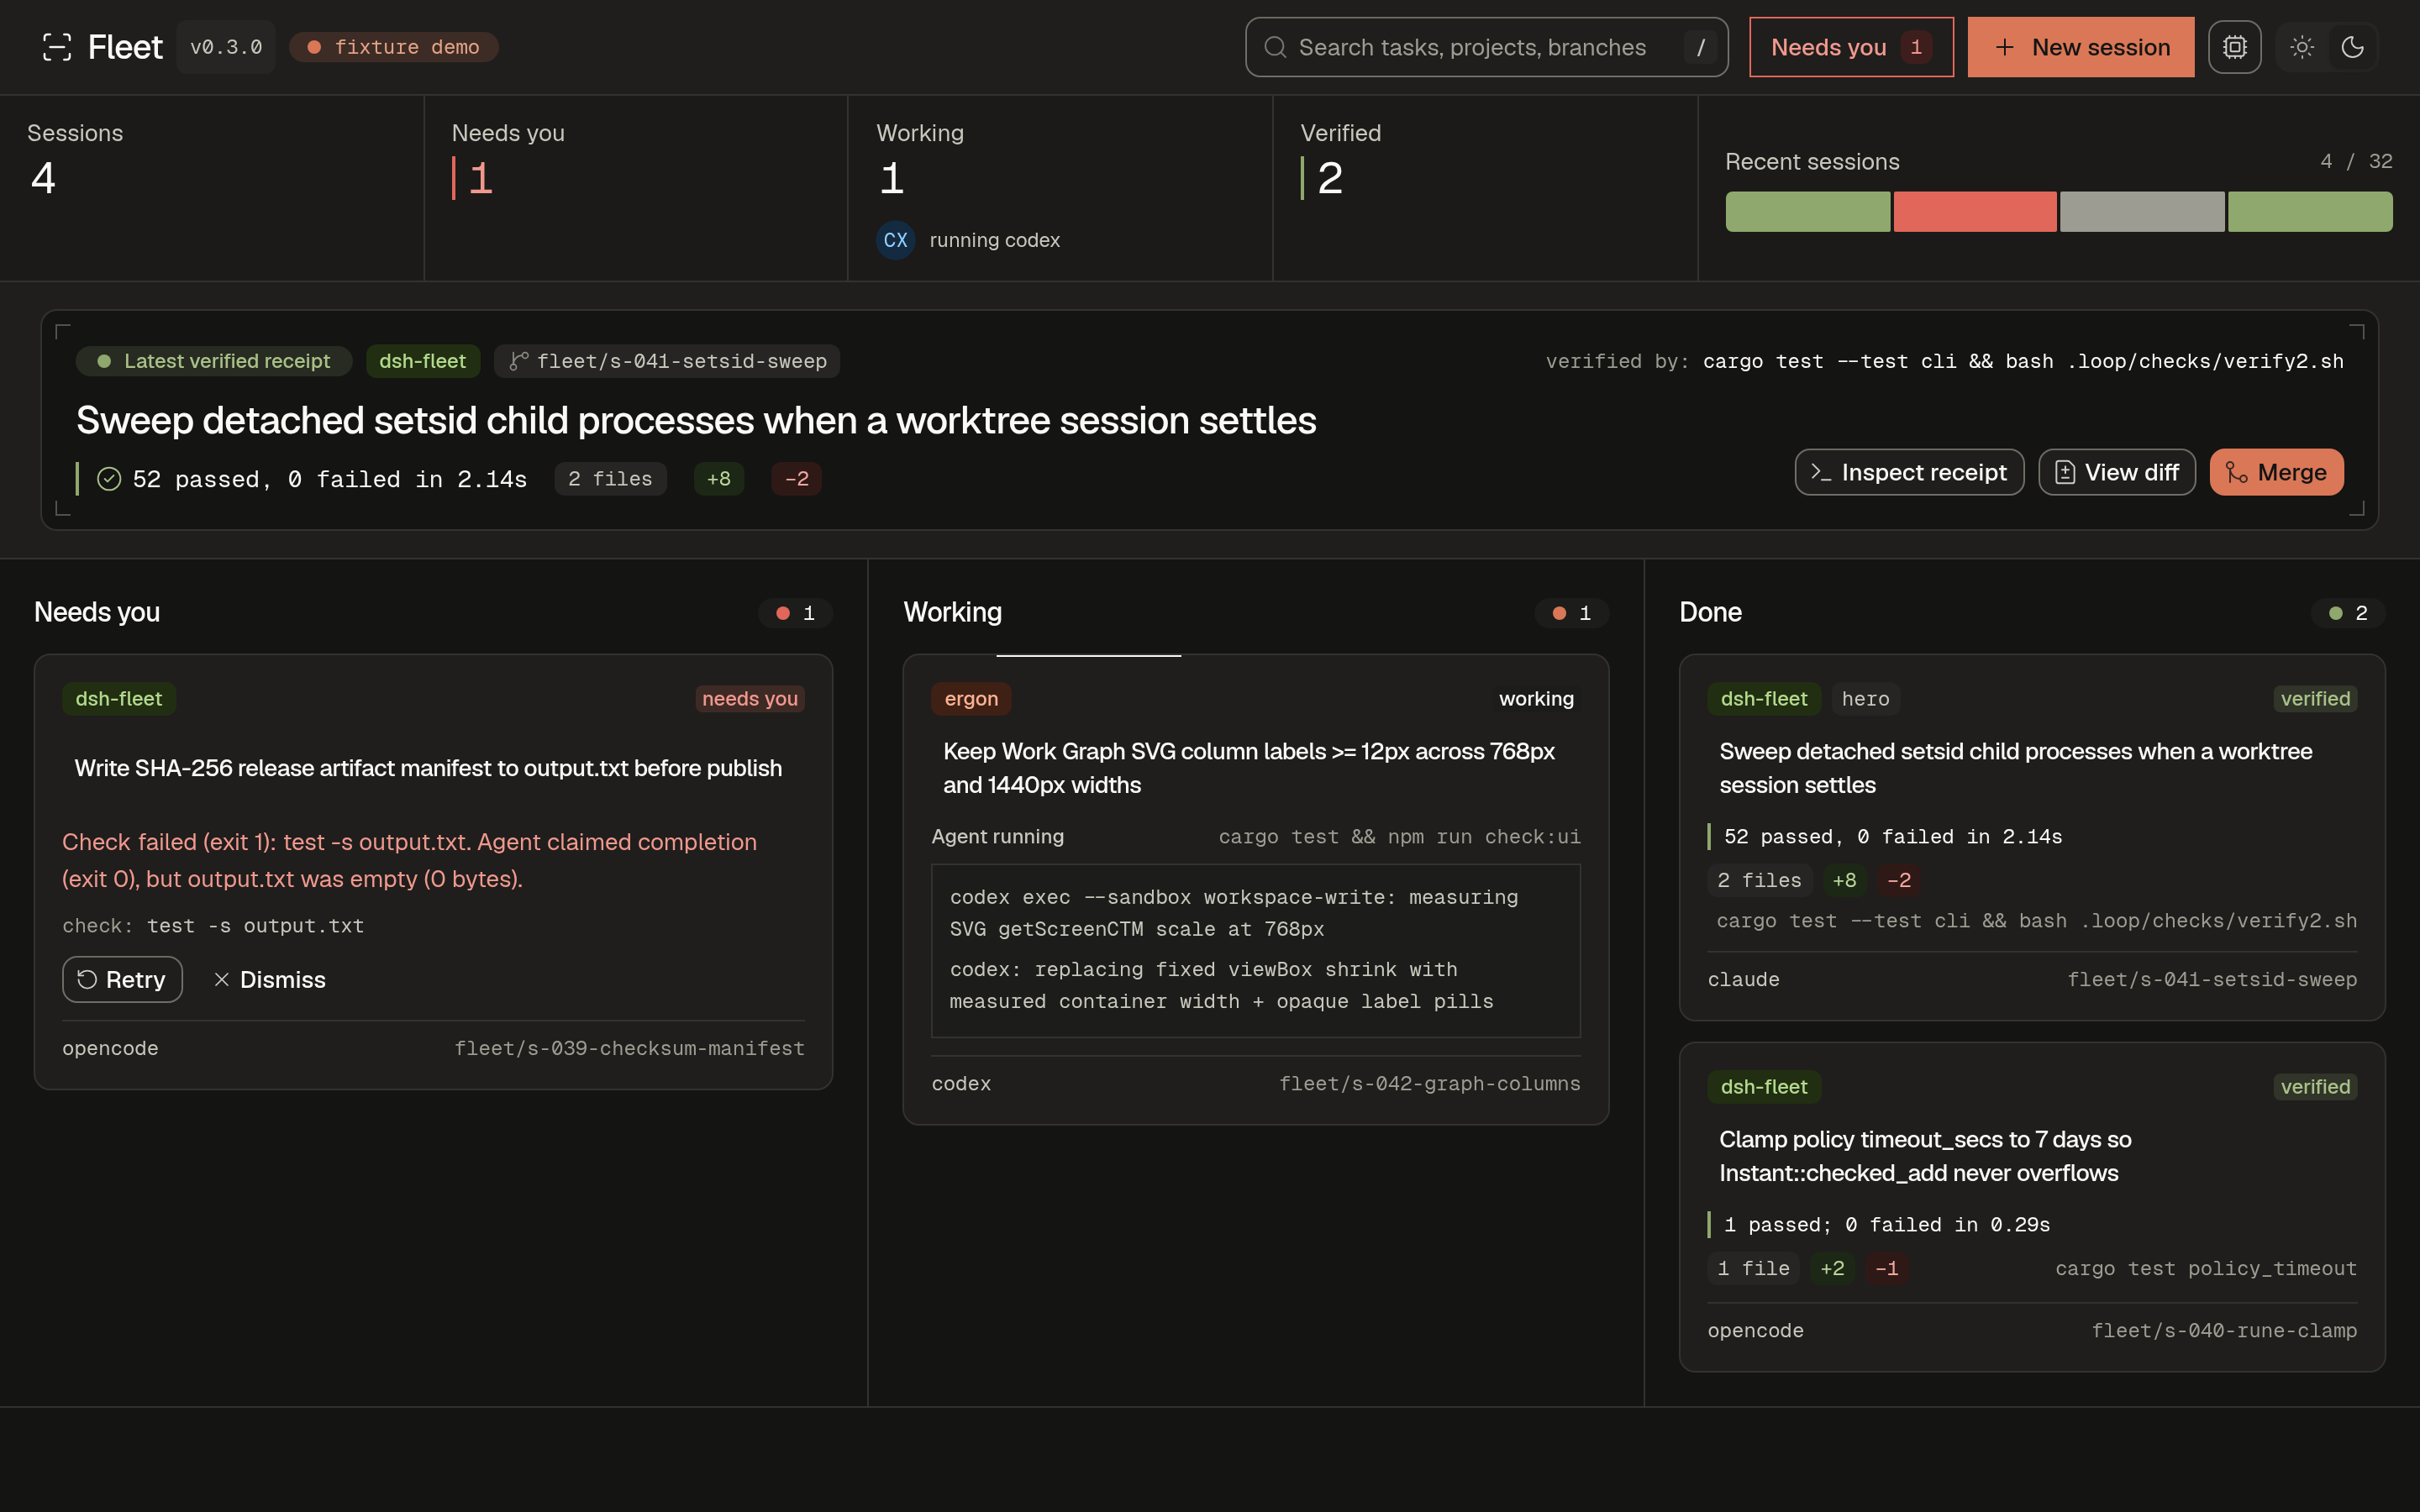 Fleet v0.3.0 fixture demo
Search tasks, projects, branches /
Needs you 1
New session
Sessions
4
Needs you
1
Working
1
CX running codex
Verified
2
Recent sessions 4 / 32
Latest verified receipt dsh-fleet fleet/s-041-setsid-sweep
verified by: cargo test --test cli && bash .loop/checks/verify2.sh
Sweep detached setsid child processes when a worktree session settles
52 passed, 0 failed in 2.14s 2 files +8 −2
Inspect receipt View diff Merge
Needs you 1
dsh-fleet needs you
Write SHA-256 release artifact manifest to output.txt before publish
Check failed (exit 1): test -s output.txt. Agent claimed completion
(exit 0), but output.txt was empty (0 bytes).
check: test -s output.txt
Retry Dismiss
opencode fleet/s-039-checksum-manifest
Working 1
ergon working
Keep Work Graph SVG column labels >= 12px across 768px
and 1440px widths
Agent running cargo test && npm run check:ui
codex exec --sandbox workspace-write: measuring
SVG getScreenCTM scale at 768px
codex: replacing fixed viewBox shrink with
measured container width + opaque label pills
codex fleet/s-042-graph-columns
Done 2
dsh-fleet hero verified
Sweep detached setsid child processes when a worktree
session settles
52 passed, 0 failed in 2.14s
2 files +8 −2
cargo test --test cli && bash .loop/checks/verify2.sh
claude fleet/s-041-setsid-sweep
dsh-fleet verified
Clamp policy timeout_secs to 7 days so
Instant::checked_add never overflows
1 passed; 0 failed in 0.29s
1 file +2 −1 cargo test policy_timeout
opencode fleet/s-040-rune-clamp